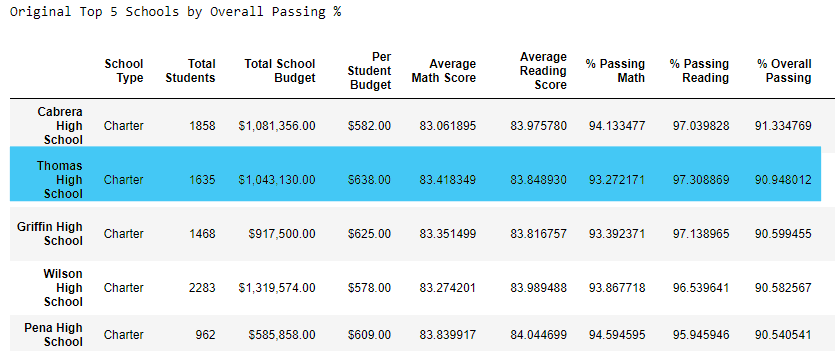 Original Top 5 Schools by Overall Passing %
School Type Total Students Total School Budget Per Student Budget Average Math Score Average Reading Score % Passing Math % Passing Reading % Overall Passing
Cabrera High School Charter 1858 $1,081,356.00 $582.00 83.061895 83.975780 94.133477 97.039828 91.334769
Thomas High School Charter 1635 $1,043,130.00 $638.00 83.418349 83.848930 93.272171 97.308869 90.948012
Griffin High School Charter 1468 $917,500.00 $625.00 83.351499 83.816757 93.392371 97.138965 90.599455
Wilson High School Charter 2283 $1,319,574.00 $578.00 83.274201 83.989488 93.867718 96.539641 90.582567
Pena High School Charter 962 $585,858.00 $609.00 83.839917 84.044699 94.594595 95.945946 90.540541